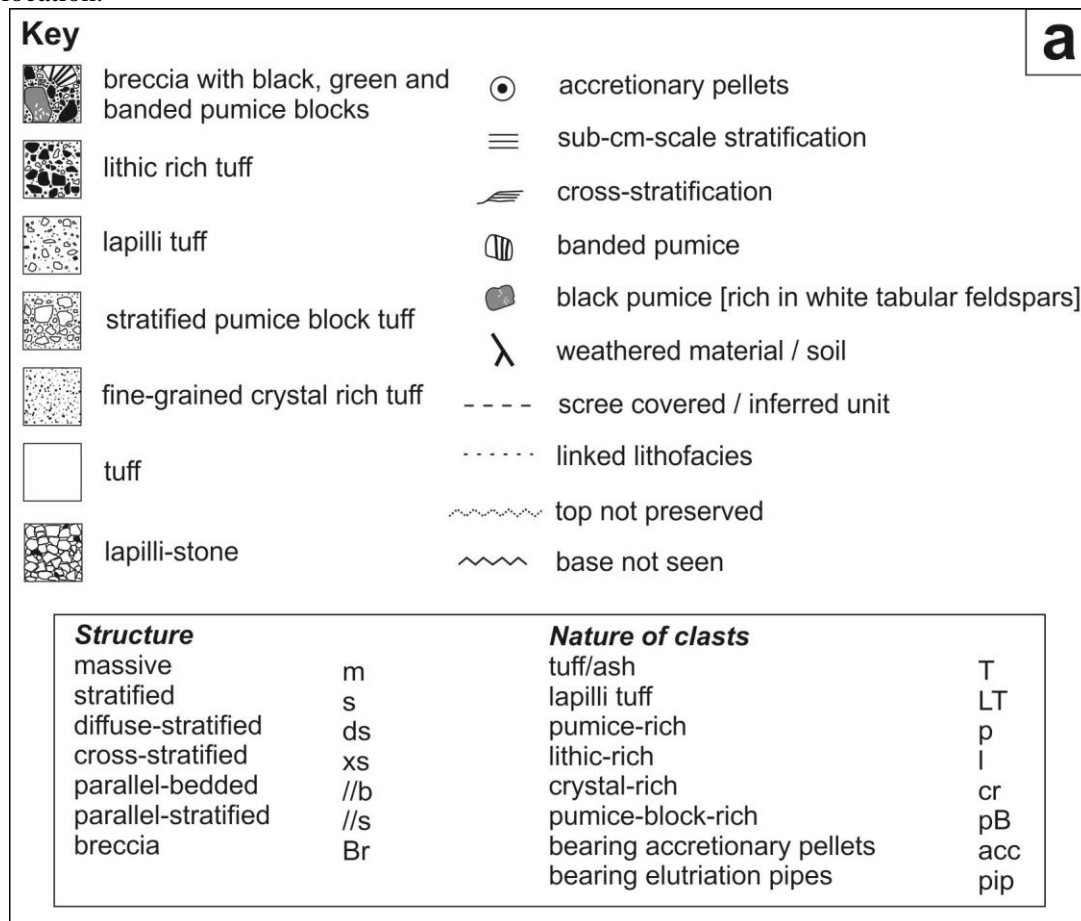 location.
Key
a
breccia with black, green and
banded pumice blocks
lithic rich tuff
lapilli tuff
stratified pumice block tuff
fine-grained crystal rich tuff
tuff
lapilli-stone
accretionary pellets
sub-cm-scale stratification
cross-stratification
banded pumice
black pumice [rich in white tabular feldspars]
weathered material / soil
scree covered / inferred unit
linked lithofacies
top not preserved
base not seen
Structure
massive m
stratified s
diffuse-stratified ds
cross-stratified xs
parallel-bedded //b
parallel-stratified //s
breccia Br
Nature of clasts
tuff/ash T
lapilli tuff LT
pumice-rich p
lithic-rich l
crystal-rich cr
pumice-block-rich pB
bearing accretionary pellets acc
bearing elutriation pipes pip